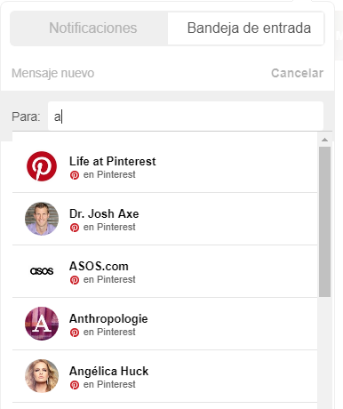 Notificaciones Bandeja de entrada
Mensaje nuevo Cancelar
Para: a
Life at Pinterest
en Pinterest
Dr. Josh Axe
en Pinterest
asos
ASOS.com
en Pinterest
A
Anthropologie
en Pinterest
Angélica Huck
en Pinterest